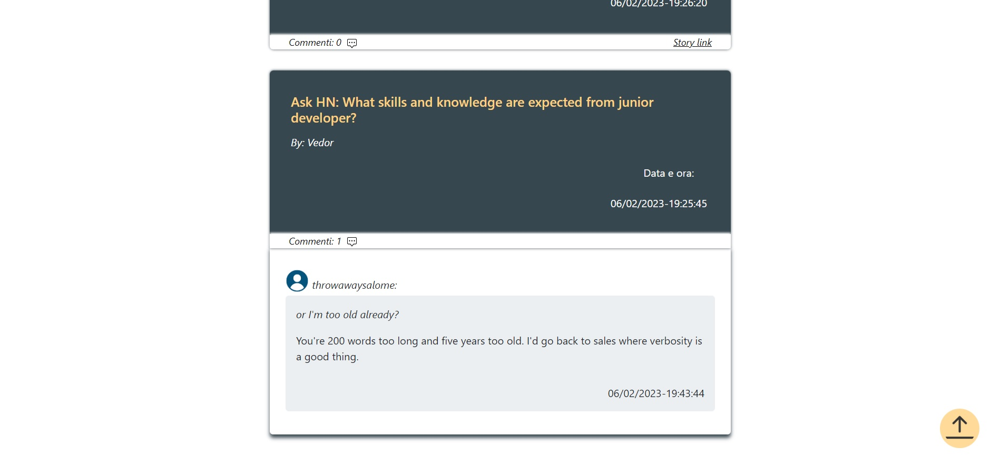 06/02/2023-19:26:20
Commenti: 0
Story link
Ask HN: What skills and knowledge are expected from junior
developer?
By: Vedor
Data e ora:
06/02/2023-19:25:45
Commenti: 1
throwawaysalome:
or I'm too old already?
You're 200 words too long and five years too old. I'd go back to sales where verbosity is
a good thing.
06/02/2023-19:43:44